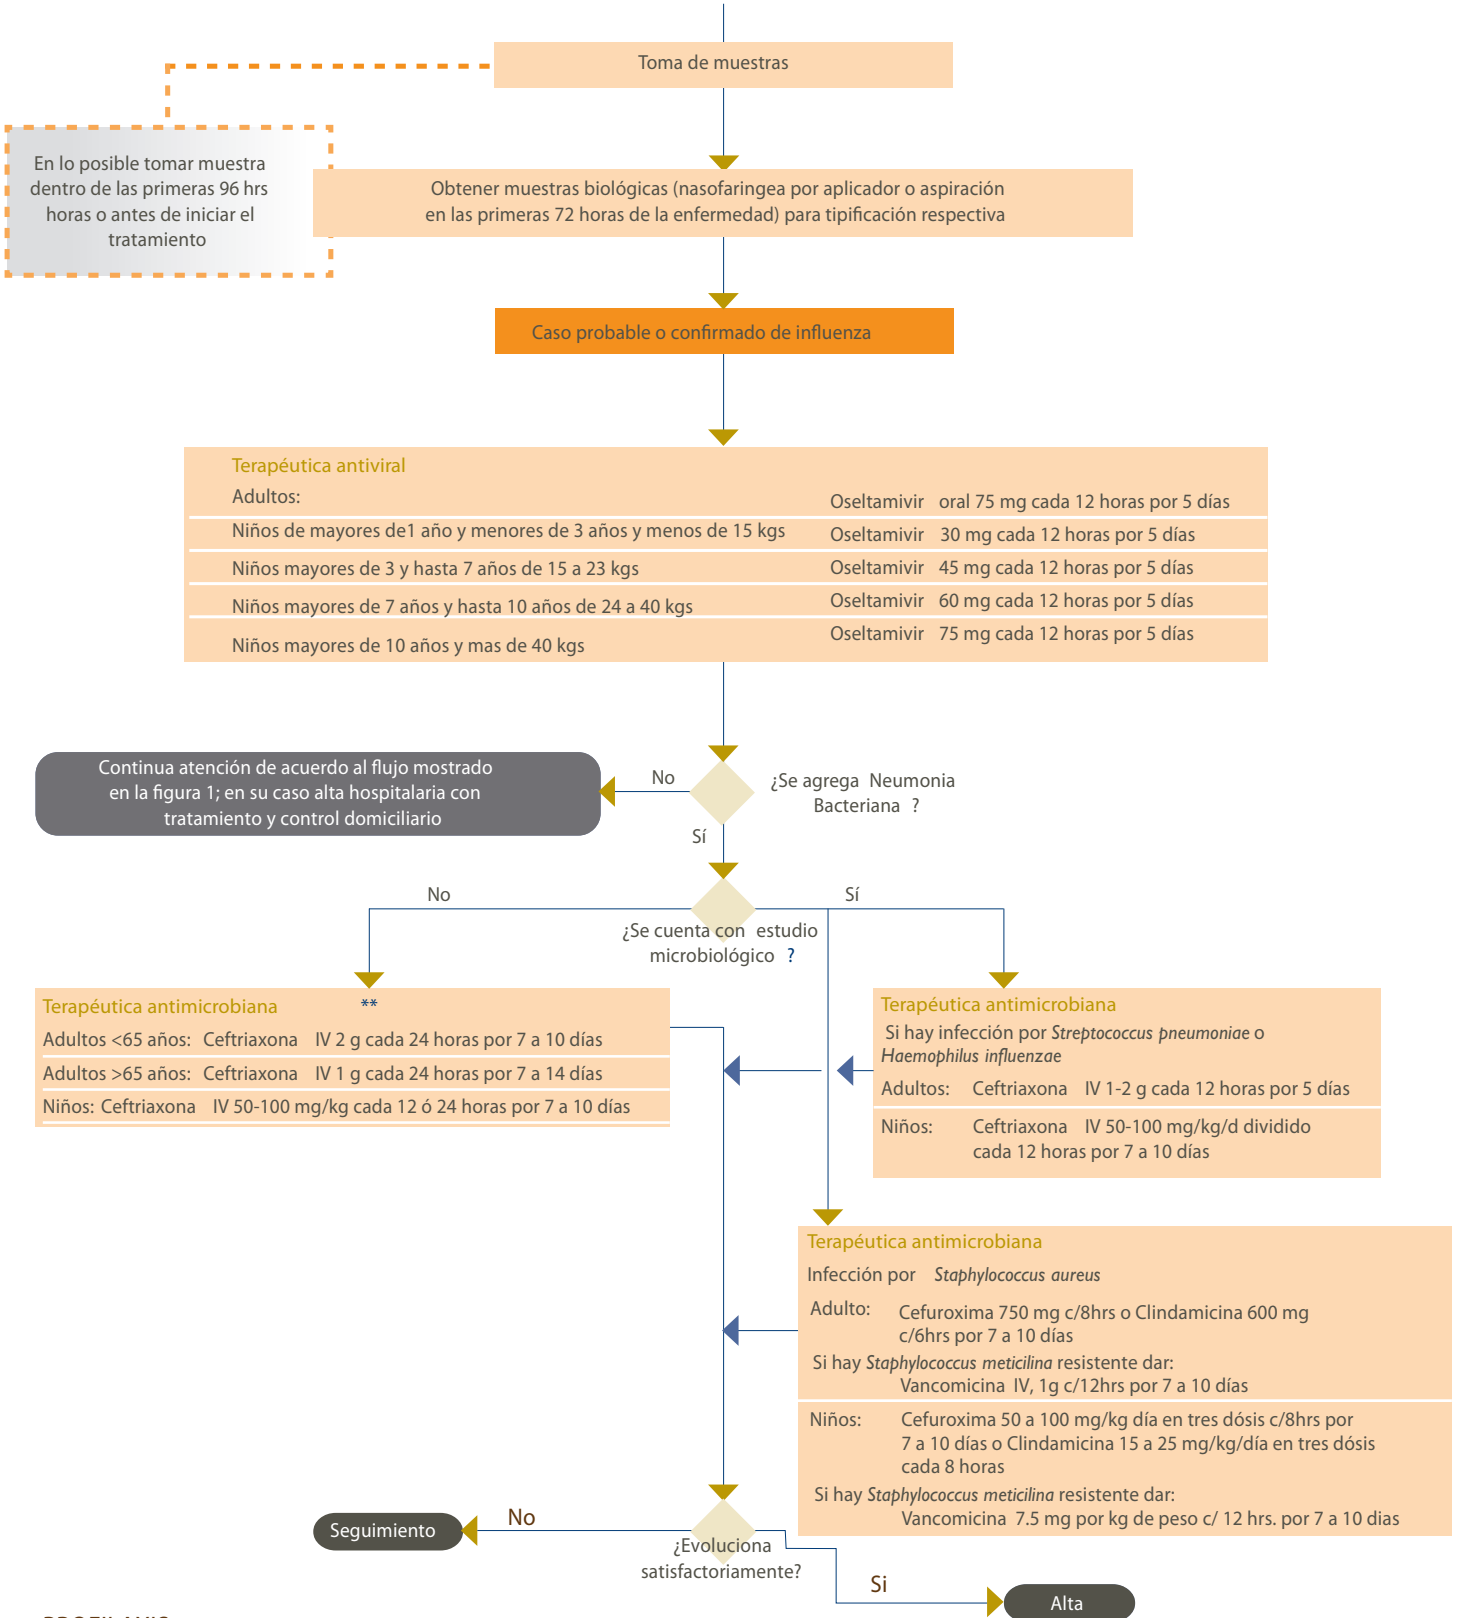 Toma de muestras
En lo posible tomar muestra
dentro de las primeras 96 hrs
horas o antes de iniciar el
tratamiento
Obtener muestras biológicas (nasofaringea por aplicador o aspiración
en las primeras 72 horas de la enfermedad) para tipificación respectiva
Caso probable o confirmado de influenza
Terapéutica antiviral
Adultos: Oseltamivir oral 75 mg cada 12 horas por 5 días
Niños de mayores de1 año y menores de 3 años y menos de 15 kgs Oseltamivir 30 mg cada 12 horas por 5 días
Niños mayores de 3 y hasta 7 años de 15 a 23 kgs Oseltamivir 45 mg cada 12 horas por 5 días
Niños mayores de 7 años y hasta 10 años de 24 a 40 kgs Oseltamivir 60 mg cada 12 horas por 5 días
Niños mayores de 10 años y mas de 40 kgs Oseltamivir 75 mg cada 12 horas por 5 días
¿Se agrega Neumonia
Bacteriana ?
No
Continua atención de acuerdo al flujo mostrado
en la figura 1; en su caso alta hospitalaria con
tratamiento y control domiciliario
Sí
¿Se cuenta con estudio
microbiológico ?
No
Sí
Terapéutica antimicrobiana **
Adultos <65 años: Ceftriaxona IV 2 g cada 24 horas por 7 a 10 días
Adultos >65 años: Ceftriaxona IV 1 g cada 24 horas por 7 a 14 días
Niños: Ceftriaxona IV 50-100 mg/kg cada 12 ó 24 horas por 7 a 10 días
Terapéutica antimicrobiana
Si hay infección por Streptococcus pneumoniae o
Haemophilus influenzae
Adultos: Ceftriaxona IV 1-2 g cada 12 horas por 5 días
Niños: Ceftriaxona IV 50-100 mg/kg/d dividido
cada 12 horas por 7 a 10 días
Terapéutica antimicrobiana
Infección por Staphylococcus aureus
Adulto: Cefuroxima 750 mg c/8hrs o Clindamicina 600 mg
c/6hrs por 7 a 10 días
Si hay Staphylococcus meticilina resistente dar:
Vancomicina IV, 1g c/12hrs por 7 a 10 días
Niños: Cefuroxima 50 a 100 mg/kg día en tres dósis c/8hrs por
7 a 10 días o Clindamicina 15 a 25 mg/kg/día en tres dósis
cada 8 horas
Si hay Staphylococcus meticilina resistente dar:
Vancomicina 7.5 mg por kg de peso c/ 12 hrs. por 7 a 10 dias
¿Evoluciona
satisfactoriamente?
No
Seguimiento
Si
Alta